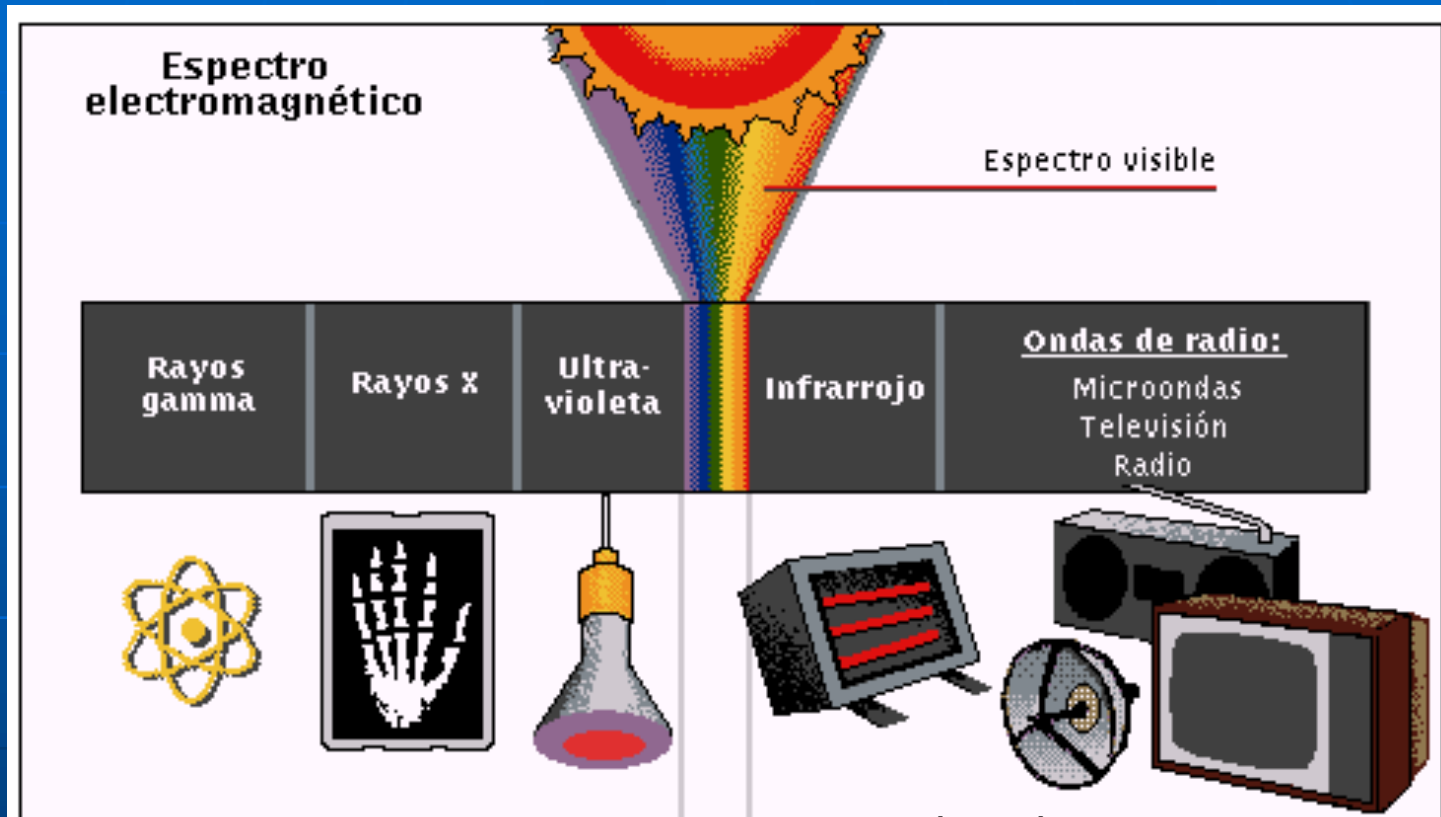 Espectro
electromagnético
Espectro visible
Rayos
gamma
Rayos X
Ultra-
violeta
Infrarrojo
Ondas de radio:
Microondas
Televisión
Radio